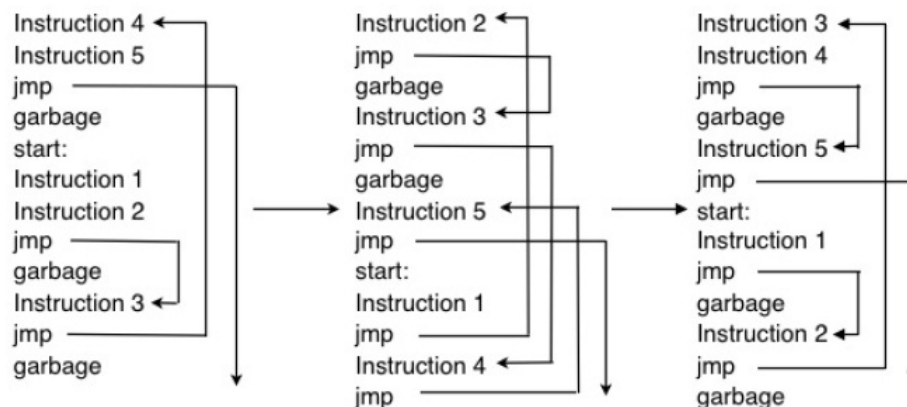 Instruction 4
Instruction 5
jmp
garbage
start:
Instruction 1
Instruction 2
jmp
garbage
Instruction 3
jmp
garbage
Instruction 2
jmp
garbage
Instruction 3
jmp
garbage
Instruction 5
jmp
start:
Instruction 1
jmp
Instruction 4
jmp
Instruction 3
Instruction 4
jmp
garbage
Instruction 5
jmp
start:
Instruction 1
jmp
garbage
Instruction 2
jmp
garbage